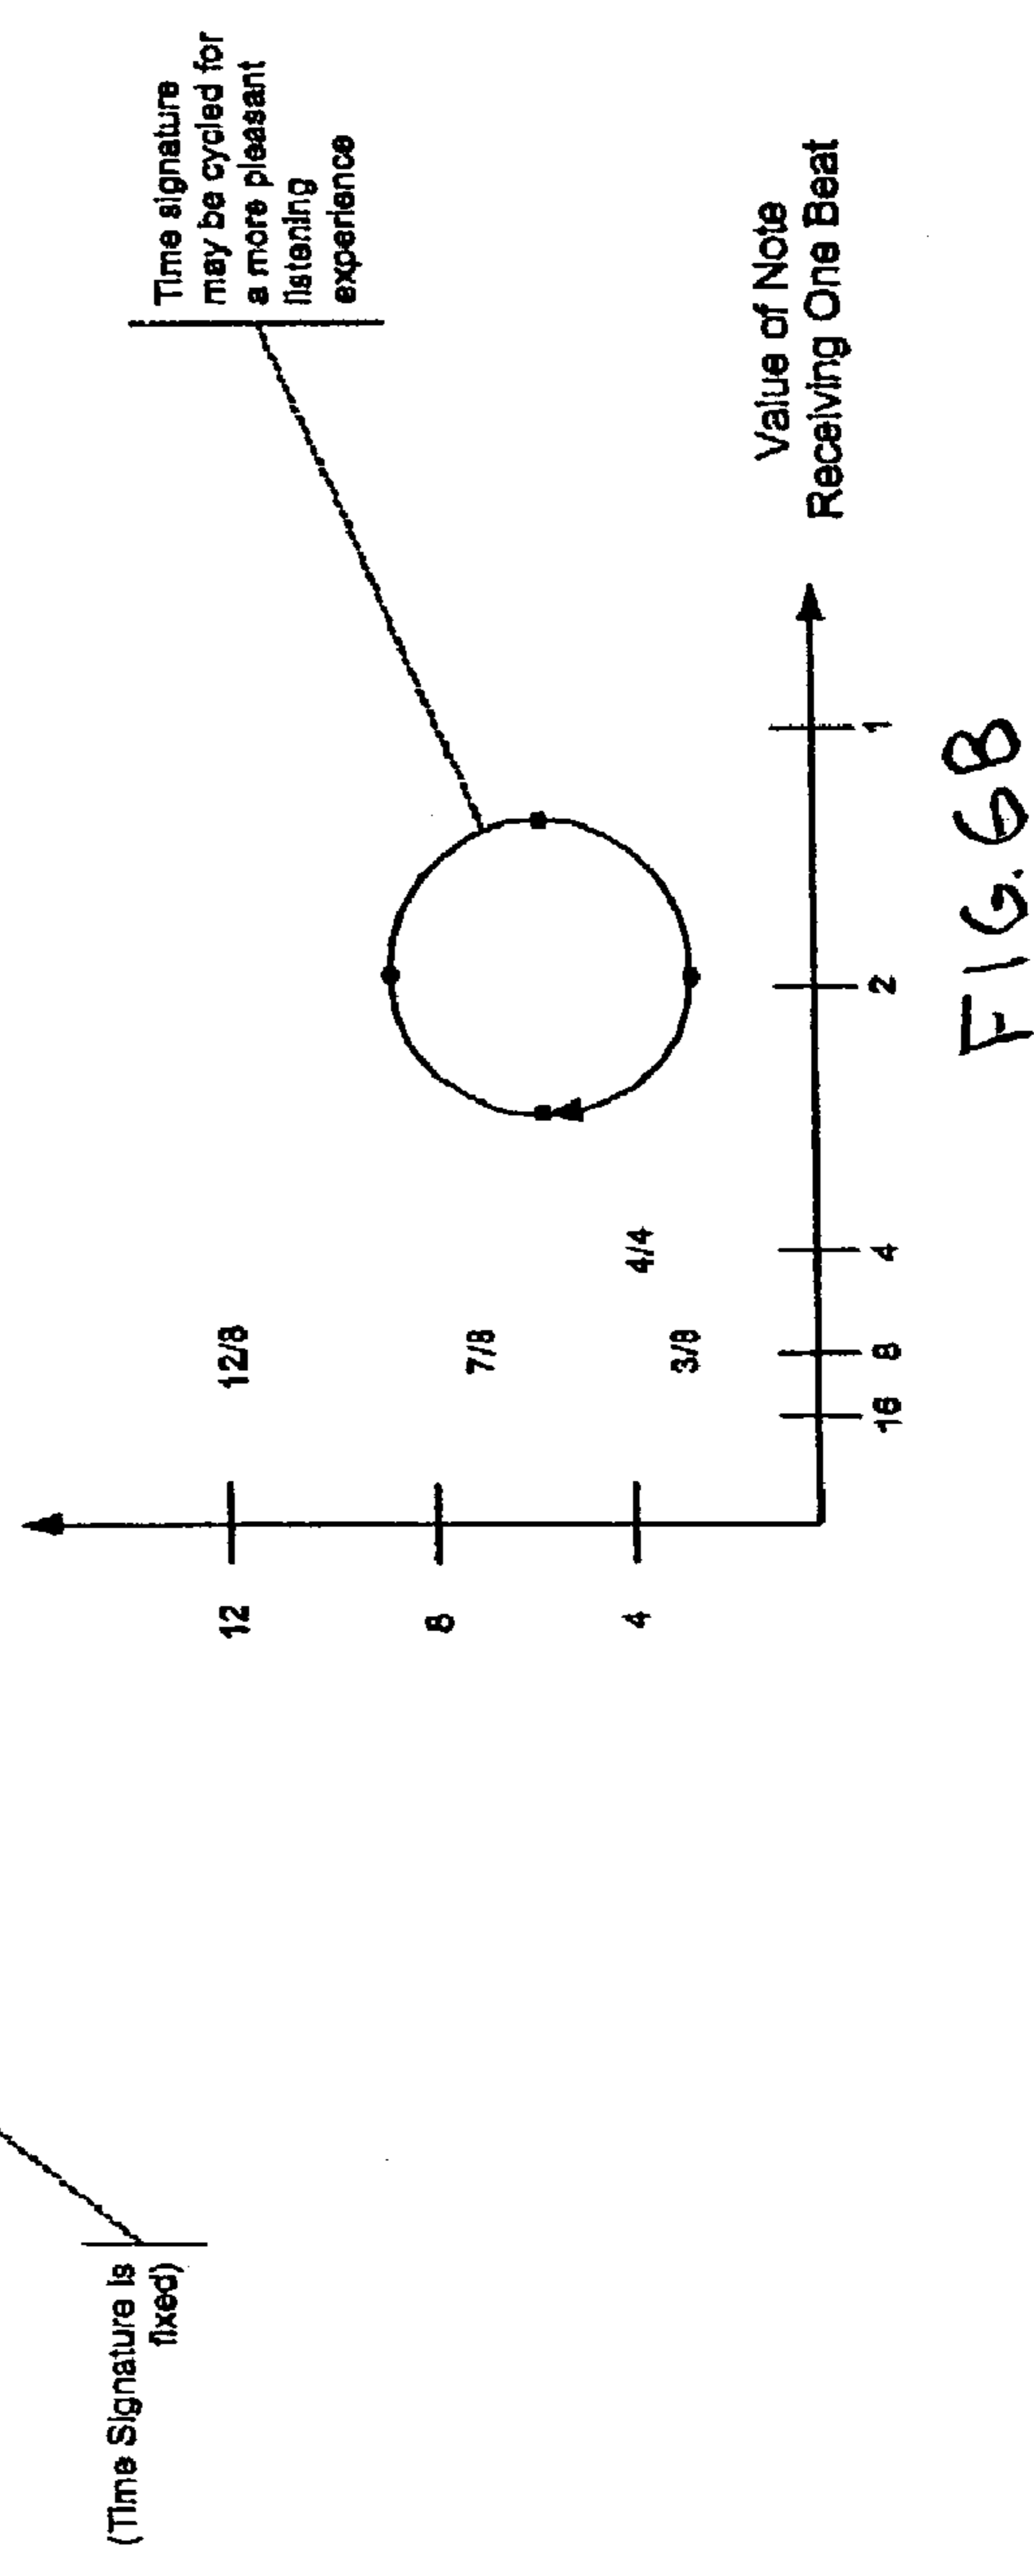 (Time Signature is
fixed)
12
8
4
12/8
7/8
4/4
3/8
16
8
4
2
1
Time signature
may be cycled for
a more pleasant
listening
experience
Value of Note
Receiving One Beat
FIG. 6B